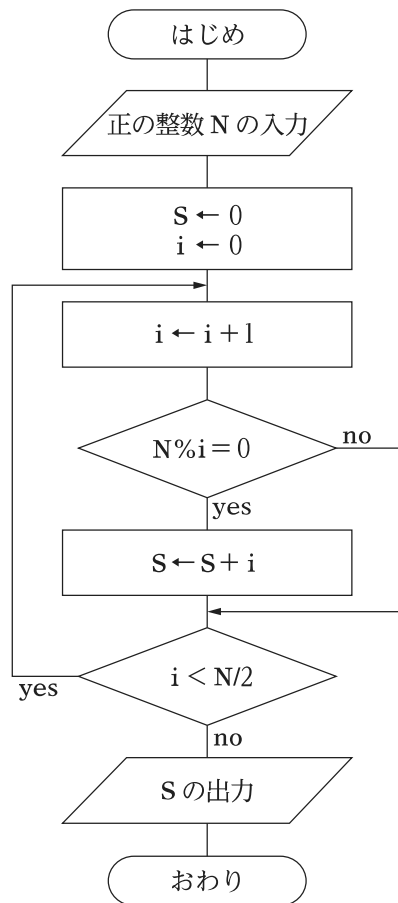 はじめ
正の整数 N の入力
S ← 0
i ← 0
i ← i + 1
N%i = 0
no
yes
S ← S + i
i < N/2
yes
no
S の出力
おわり